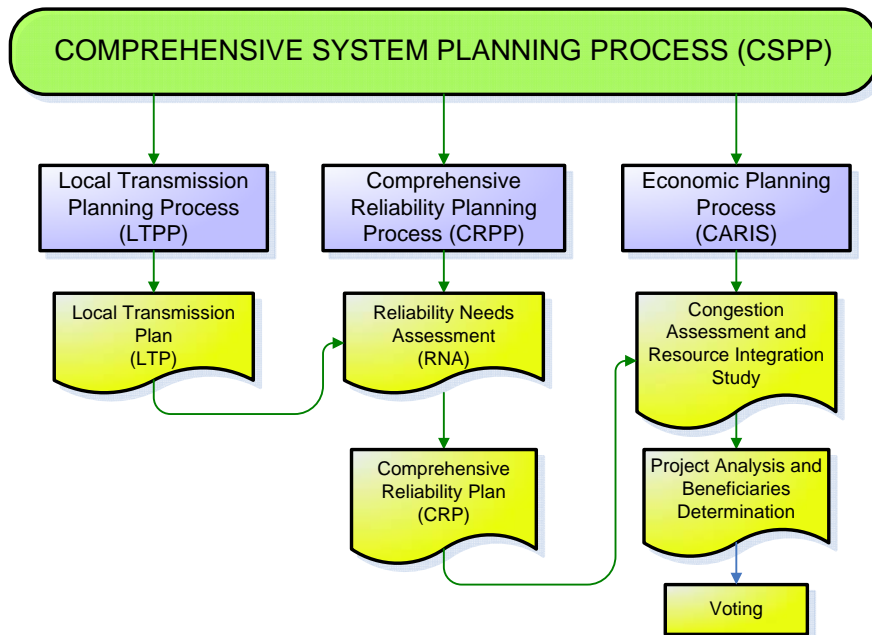 COMPREHENSIVE SYSTEM PLANNING PROCESS (CSPP)
Local Transmission
Planning Process
(LTPP)
Comprehensive
Reliability Planning
Process (CRPP)
Economic Planning
Process
(CARIS)
Local Transmission
Plan
(LTP)
Reliability Needs
Assessment
(RNA)
Congestion
Assessment and
Resource Integration
Study
Comprehensive
Reliability Plan
(CRP)
Project Analysis and
Beneficiaries
Determination
Voting